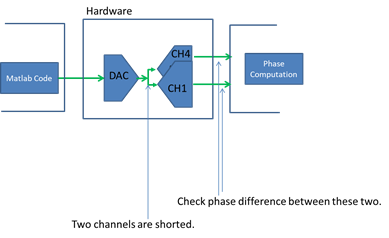 Hardware
CH4
Matlab Code
DAC
Phase
Computation
CH1
Check phase difference between these two.
Two channels are shorted.